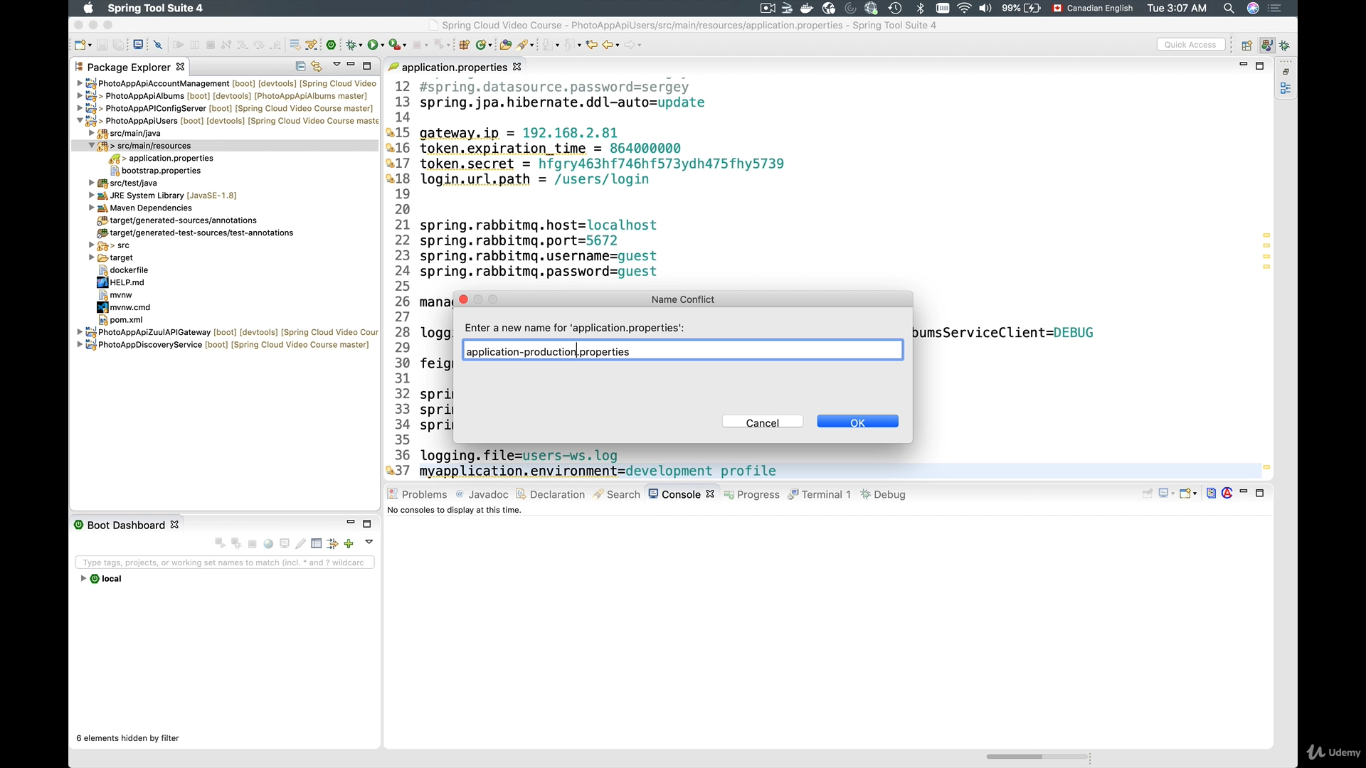 Spring Tool Suite 4
99%
Canadian English
Tue 3:07 AM
Spring Cloud Video Course - PhotoAppApiUsers/src/main/resources/application.properties - Spring Tool Suite 4
Quick Access
Package Explorer
PhotoAppApiAccountManagement [boot] [devtools] [Spring Cloud Video
> PhotoAppApiAlbums [boot] [devtools] [PhotoAppApiAlbums master]
> PhotoAppAPIConfigServer [boot] [Spring Cloud Video Course master]
> PhotoAppApiUsers [boot] [devtools] [Spring Cloud Video Course maste
src/main/java
> src/main/resources
> application.properties
bootstrap.properties
src/test/java
JRE System Library [JavaSE-1.8]
Maven Dependencies
target/generated-sources/annotations
target/generated-test-sources/test-annotations
> src
target
dockerfile
HELP.md
mvnw
mvnw.cmd
pom.xml
> PhotoAppApiZuulAPIGateway [boot] [devtools] [Spring Cloud Vide Cour
PhotoAppDiscoveryService [boot] [Spring Cloud Video Course master]
application.properties
12 #spring.datasource.password=sergey
13 spring.jpa.hibernate.ddl-auto=update
14
15 gateway.ip = 192.168.2.81
16 token.expiration_time = 864000000
17 token.secret = hfgry463hf746hf573ydh475fhy5739
18 login.url.path = /users/login
19
20
21 spring.rabbitmq.host=localhost
22 spring.rabbitmq.port=5672
23 spring.rabbitmq.username=guest
24 spring.rabbitmq.password=guest
25
26 mana
27
28 logg bumsServiceClient=DEBUG
29
30 feig
31
32 spri
33 spri
34 spri
35
36 logging.file=users-ws.log
37 myapplication.environment=development profile
Name Conflict
Enter a new name for 'application.properties':
application-production.properties
Cancel
OK
Problems
Javadoc
Declaration
Search
Console
Progress
Terminal 1
Debug
No consoles to display at this time.
Boot Dashboard
Type tags, projects, or working set names to match (incl. * and ? wildcarc
local
6 elements hidden by filter
Udemy